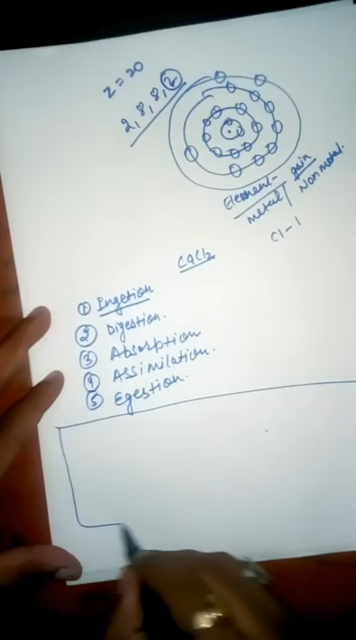 z = 20
2, 8, 8, 2
Element -
metal / gain
Non metal.
Cl - 1
CaCl2
① Ingetion
② Digestion.
③ Absorption
④ Assimilation.
⑤ Egestion.